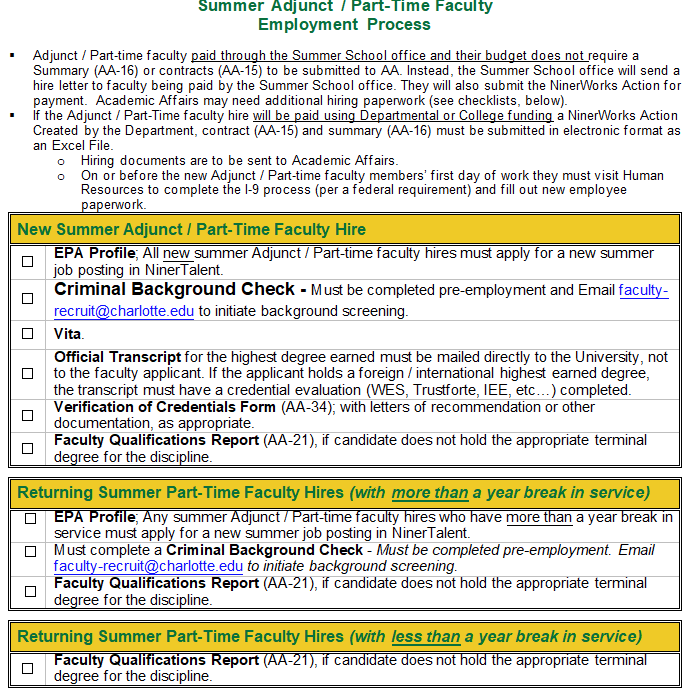 Summer Adjunct / Part-Time Faculty
Employment Process
▪ Adjunct / Part-time faculty paid through the Summer School office and their budget does not require a
Summary (AA-16) or contracts (AA-15) to be submitted to AA. Instead, the Summer School office will send a
hire letter to faculty being paid by the Summer School office. They will also submit the NinerWorks Action for
payment. Academic Affairs may need additional hiring paperwork (see checklists, below).
▪ If the Adjunct / Part-Time faculty hire will be paid using Departmental or College funding a NinerWorks Action
Created by the Department, contract (AA-15) and summary (AA-16) must be submitted in electronic format as
an Excel File.
o Hiring documents are to be sent to Academic Affairs.
o On or before the new Adjunct / Part-time faculty members' first day of work they must visit Human
Resources to complete the I-9 process (per a federal requirement) and fill out new employee
paperwork.
New Summer Adjunct / Part-Time Faculty Hire
☐ EPA Profile; All new summer Adjunct / Part-time faculty hires must apply for a new summer
job posting in NinerTalent.
☐ Criminal Background Check - Must be completed pre-employment and Email faculty-
recruit@charlotte.edu to initiate background screening.
☐ Vita.
☐ Official Transcript for the highest degree earned must be mailed directly to the University, not
to the faculty applicant. If the applicant holds a foreign / international highest earned degree,
the transcript must have a credential evaluation (WES, Trustforte, IEE, etc…) completed.
☐ Verification of Credentials Form (AA-34); with letters of recommendation or other
documentation, as appropriate.
☐ Faculty Qualifications Report (AA-21), if candidate does not hold the appropriate terminal
degree for the discipline.
Returning Summer Part-Time Faculty Hires (with more than a year break in service)
☐ EPA Profile; Any summer Adjunct / Part-time faculty hires who have more than a year break in
service must apply for a new summer job posting in NinerTalent.
☐ Must complete a Criminal Background Check - Must be completed pre-employment. Email
faculty-recruit@charlotte.edu to initiate background screening.
☐ Faculty Qualifications Report (AA-21), if candidate does not hold the appropriate terminal
degree for the discipline.
Returning Summer Part-Time Faculty Hires (with less than a year break in service)
☐ Faculty Qualifications Report (AA-21), if candidate does not hold the appropriate terminal
degree for the discipline.